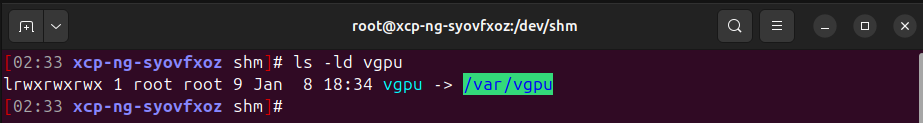 root@xcp-ng-syovfxoz:/dev/shm
[02:33 xcp-ng-syovfxoz shm]# ls -ld vgpu
lrwxrwxrwx 1 root root 9 Jan  8 18:34 vgpu -> /var/vgpu
[02:33 xcp-ng-syovfxoz shm]#